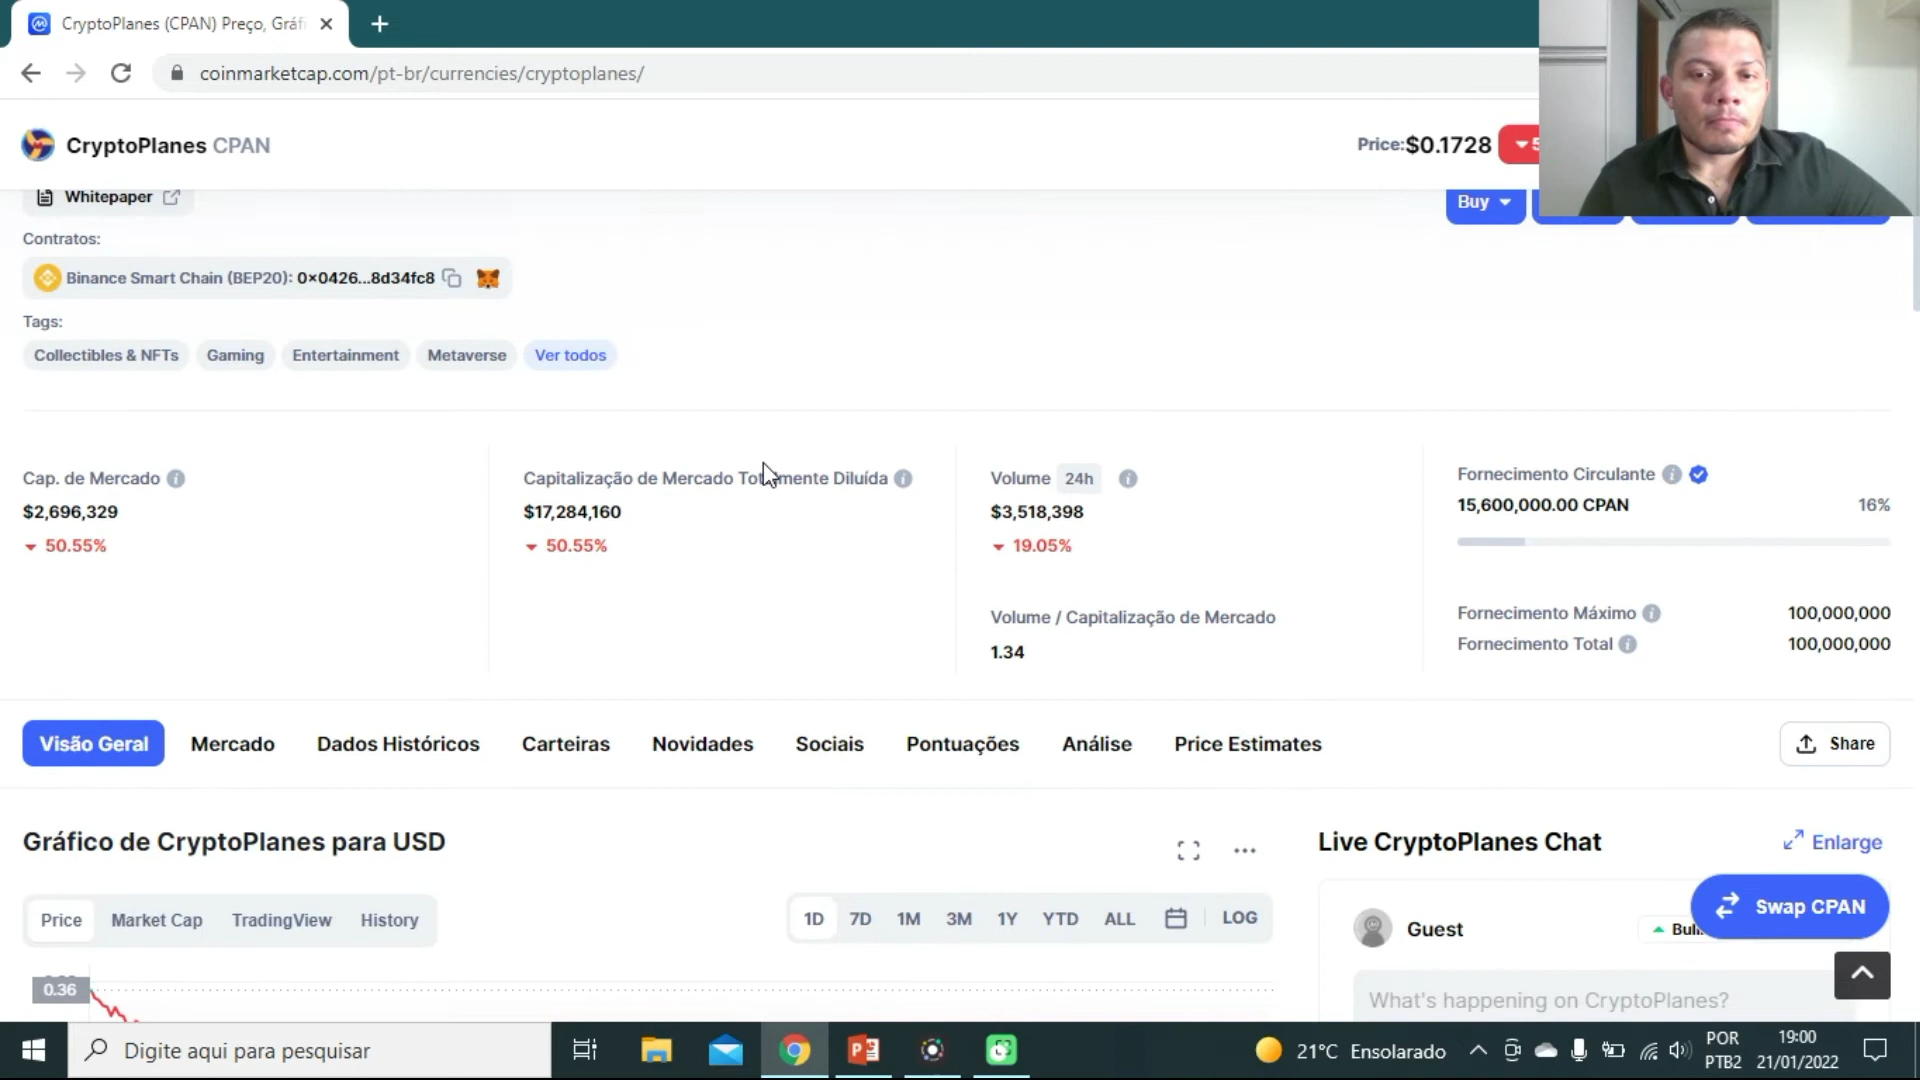 CryptoPlanes (CPAN) Preço, Gráf
coinmarketcap.com/pt-br/currencies/cryptoplanes/
CryptoPlanes CPAN
Price:$0.1728
Whitepaper
Buy
Contratos:
Binance Smart Chain (BEP20): 0×0426...8d34fc8
Tags:
Collectibles & NFTs Gaming Entertainment Metaverse Ver todos
Cap. de Mercado
$2,696,329
50.55%
Capitalização de Mercado Totalmente Diluída
$17,284,160
50.55%
Volume 24h
$3,518,398
19.05%
Volume / Capitalização de Mercado
1.34
Fornecimento Circulante
15,600,000.00 CPAN 16%
Fornecimento Máximo 100,000,000
Fornecimento Total 100,000,000
Visão Geral Mercado Dados Históricos Carteiras Novidades Sociais Pontuações Análise Price Estimates Share
Gráfico de CryptoPlanes para USD
Price Market Cap TradingView History
1D 7D 1M 3M 1Y YTD ALL LOG
0.36
Live CryptoPlanes Chat Enlarge
Guest
Swap CPAN
What's happening on CryptoPlanes?
Digite aqui para pesquisar
21°C Ensolarado
POR
PTB2
19:00
21/01/2022